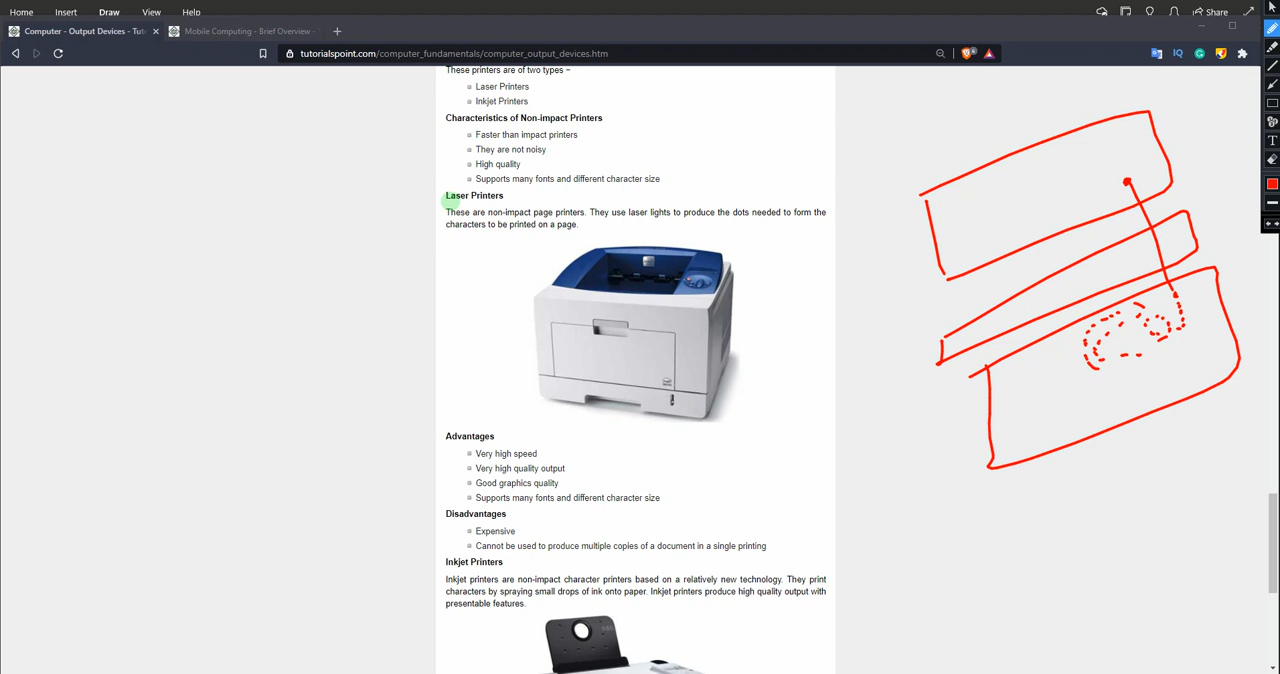 Home Insert Draw View Help Share
Computer - Output Devices - Tuto Mobile Computing - Brief Overview -
tutorialspoint.com/computer_fundamentals/computer_output_devices.htm
These printers are of two types −
Laser Printers
Inkjet Printers
Characteristics of Non-impact Printers
Faster than impact printers
They are not noisy
High quality
Supports many fonts and different character size
Laser Printers
These are non-impact page printers. They use laser lights to produce the dots needed to form the
characters to be printed on a page.
Advantages
Very high speed
Very high quality output
Good graphics quality
Supports many fonts and different character size
Disadvantages
Expensive
Cannot be used to produce multiple copies of a document in a single printing
Inkjet Printers
Inkjet printers are non-impact character printers based on a relatively new technology. They print
characters by spraying small drops of ink onto paper. Inkjet printers produce high quality output with
presentable features.